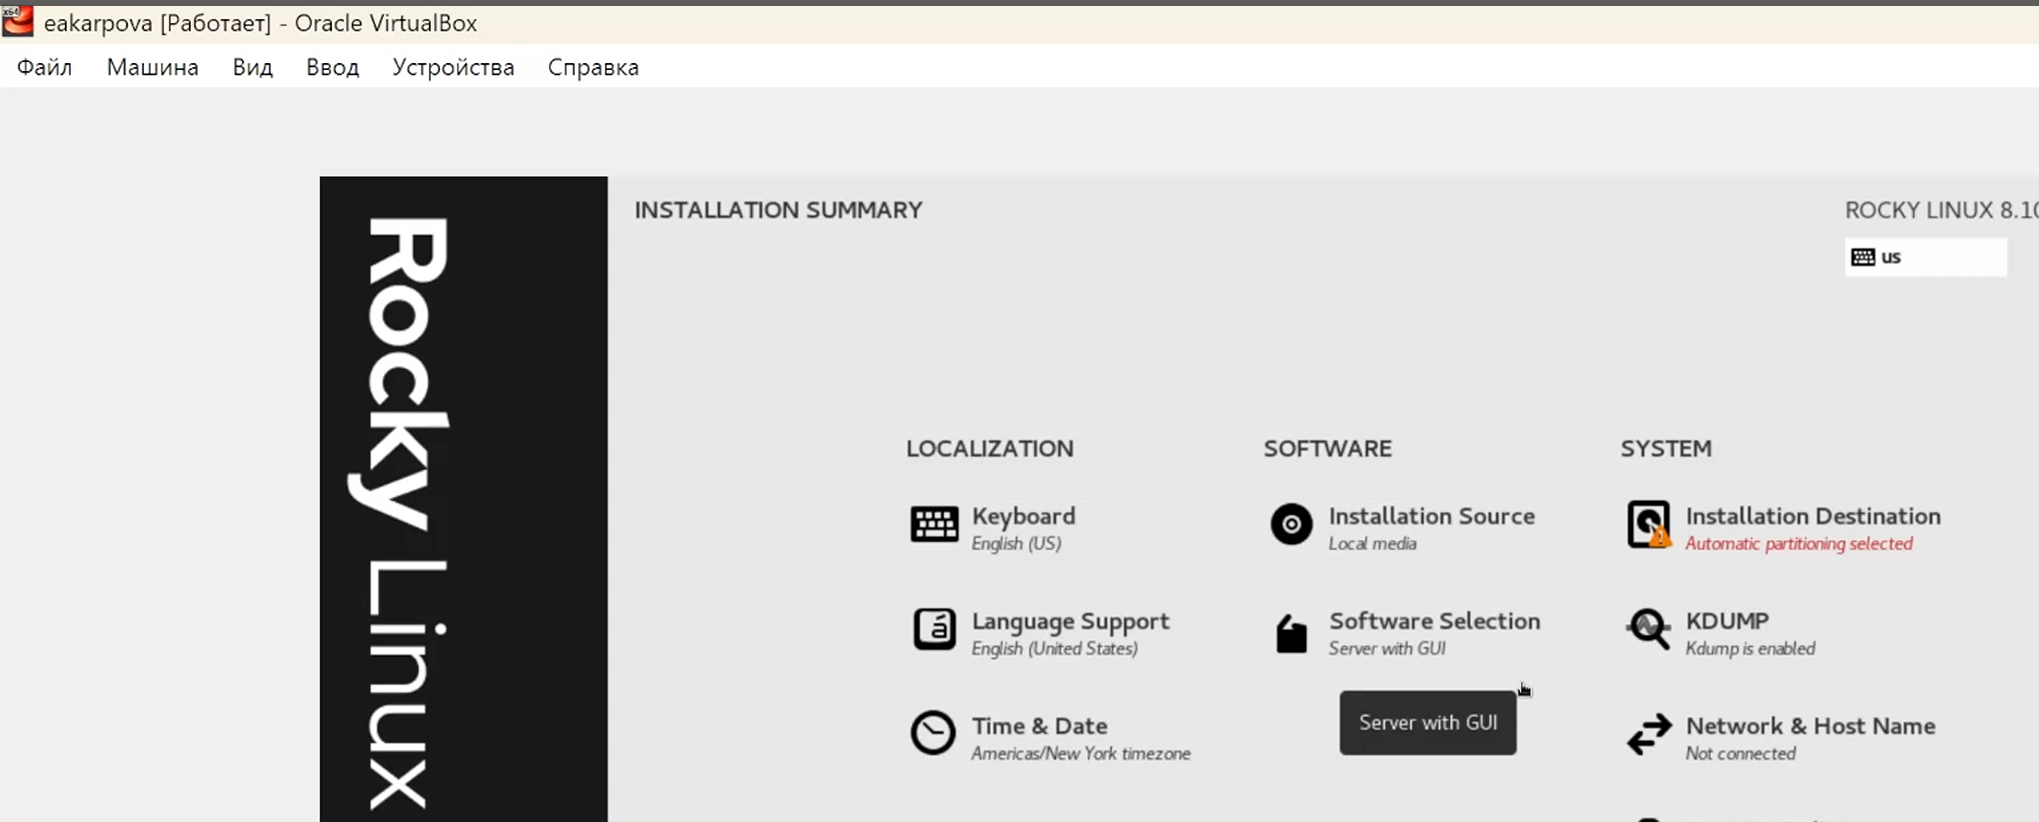 eakarpova [Работает] - Oracle VirtualBox
Файл Машина Вид Ввод Устройства Справка
Rocky Linux
INSTALLATION SUMMARY
ROCKY LINUX 8.10
us
LOCALIZATION
Keyboard
English (US)
Language Support
English (United States)
Time & Date
Americas/New York timezone
SOFTWARE
Installation Source
Local media
Software Selection
Server with GUI
Server with GUI
SYSTEM
Installation Destination
Automatic partitioning selected
KDUMP
Kdump is enabled
Network & Host Name
Not connected